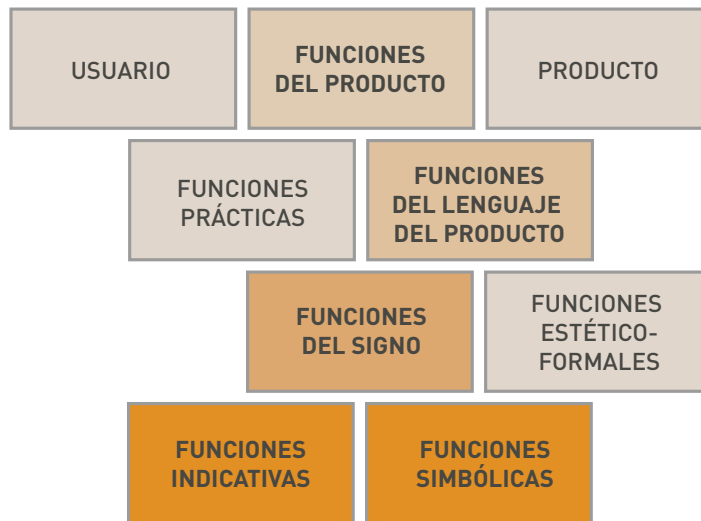 USUARIO
FUNCIONES
DEL PRODUCTO
PRODUCTO
FUNCIONES
PRÁCTICAS
FUNCIONES
DEL LENGUAJE
DEL PRODUCTO
FUNCIONES
DEL SIGNO
FUNCIONES
ESTÉTICO-
FORMALES
FUNCIONES
INDICATIVAS
FUNCIONES
SIMBÓLICAS